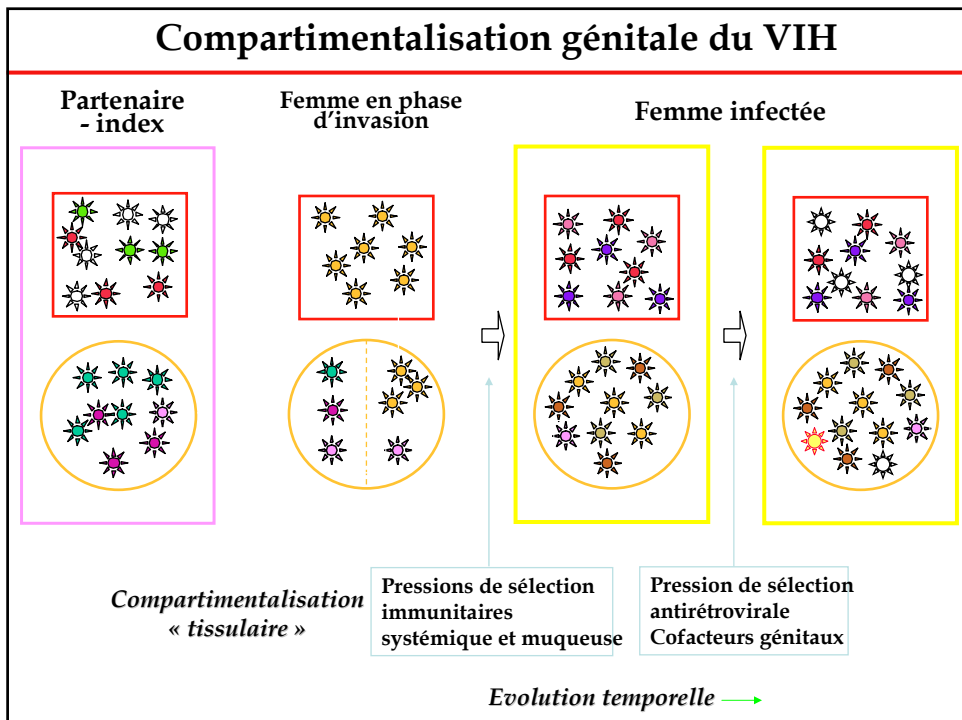 Compartimentalisation génitale du VIH
Partenaire
- index
Femme en phase
d'invasion
Femme infectée
Compartimentalisation
« tissulaire »
Pressions de sélection
immunitaires
systémique et muqueuse
Pression de sélection
antirétrovirale
Cofacteurs génitaux
Evolution temporelle